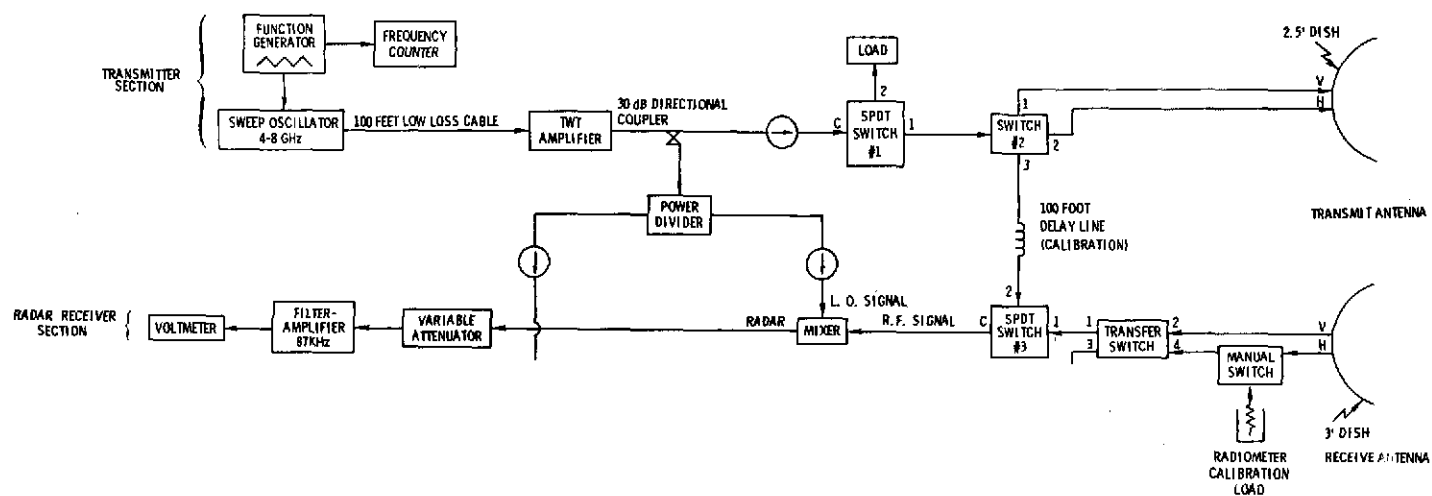 FUNCTION
GENERATOR
FREQUENCY
COUNTER
TRANSMITTER
SECTION
SWEEP OSCILLATOR
4-8 GHz
100 FEET LOW LOSS CABLE
TWT
AMPLIFIER
30 dB DIRECTIONAL
COUPLER
LOAD
2
C
SPDT
SWITCH
#1
1
1
SWITCH
#2
2
3
2.5' DISH
V
H
TRANSMIT ANTENNA
POWER
DIVIDER
100 FOOT
DELAY LINE
(CALIBRATION)
L. O. SIGNAL
RADAR RECEIVER
SECTION
VOLTMETER
FILTER-
AMPLIFIER
87KHz
VARIABLE
ATTENUATOR
RADAR
MIXER
R.F. SIGNAL
2
C
SPDT
SWITCH
#3
1
1
3
TRANSFER
SWITCH
2
4
MANUAL
SWITCH
V
H
RADIOMETER
CALIBRATION
LOAD
3' DISH
RECEIVE ANTENNA